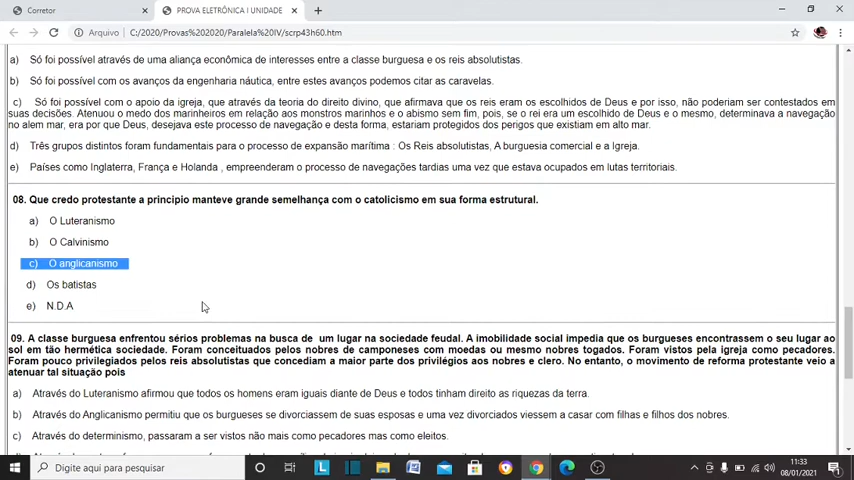 Corretor
PROVA ELETRÔNICA I UNIDADE
Arquivo | C:/2020/Provas%202020/Paralela%20IV/scrp43h60.htm
a) Só foi possível através de uma aliança econômica de interesses entre a classe burguesa e os reis absolutistas.
b) Só foi possível com os avanços da engenharia náutica, entre estes avanços podemos citar as caravelas.
c) Só foi possível com o apoio da igreja, que através da teoria do direito divino, que afirmava que os reis eram os escolhidos de Deus e por isso, não poderiam ser contestados em
suas decisões. Atenuou o medo dos marinheiros em relação aos monstros marinhos e o abismo sem fim, pois, se o rei era um escolhido de Deus e o mesmo, determinava a navegação
no alem mar, era por que Deus, desejava este processo de navegação e desta forma, estariam protegidos dos perigos que existiam em alto mar.
d) Três grupos distintos foram fundamentais para o processo de expansão marítima : Os Reis absolutistas, A burguesia comercial e a Igreja.
e) Países como Inglaterra, França e Holanda , empreenderam o processo de navegações tardias uma vez que estava ocupados em lutas territoriais.
08. Que credo protestante a principio manteve grande semelhança com o catolicismo em sua forma estrutural.
a) O Luteranismo
b) O Calvinismo
c) O anglicanismo
d) Os batistas
e) N.D.A
09. A classe burguesa enfrentou sérios problemas na busca de um lugar na sociedade feudal. A imobilidade social impedia que os burgueses encontrassem o seu lugar ao
sol em tão hermética sociedade. Foram conceituados pelos nobres de camponeses com moedas ou mesmo nobres togados. Foram vistos pela igreja como pecadores.
Foram pouco privilegiados pelos reis absolutistas que concediam a maior parte dos privilégios aos nobres e clero. No entanto, o movimento de reforma protestante veio a
atenuar tal situação pois
a) Através do Luteranismo afirmou que todos os homens eram iguais diante de Deus e todos tinham direito as riquezas da terra.
b) Através do Anglicanismo permitiu que os burgueses se divorciassem de suas esposas e uma vez divorciados viessem a casar com filhas e filhos dos nobres.
c) Através do determinismo, passaram a ser vistos não mais como pecadores mas como eleitos.
Digite aqui para pesquisar
11:33
08/01/2021